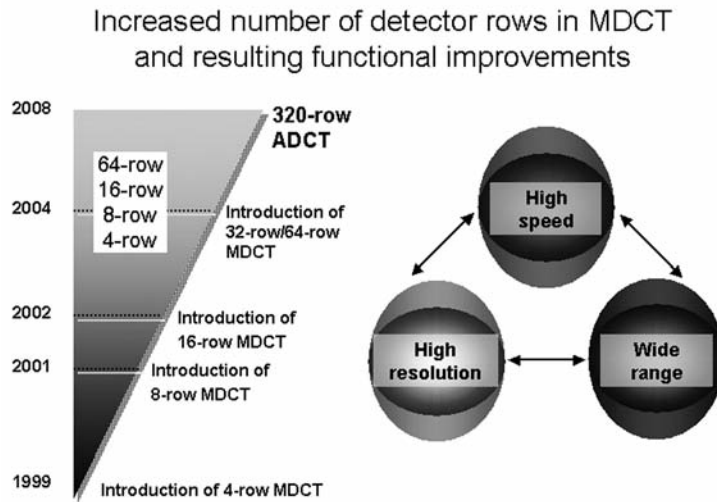 Increased number of detector rows in MDCT
and resulting functional improvements
2008
320-row
ADCT
64-row
16-row
8-row
4-row
2004
Introduction of
32-row/64-row
MDCT
2002
Introduction of
16-row MDCT
2001
Introduction of
8-row MDCT
1999
Introduction of 4-row MDCT
High
speed
High
resolution
Wide
range